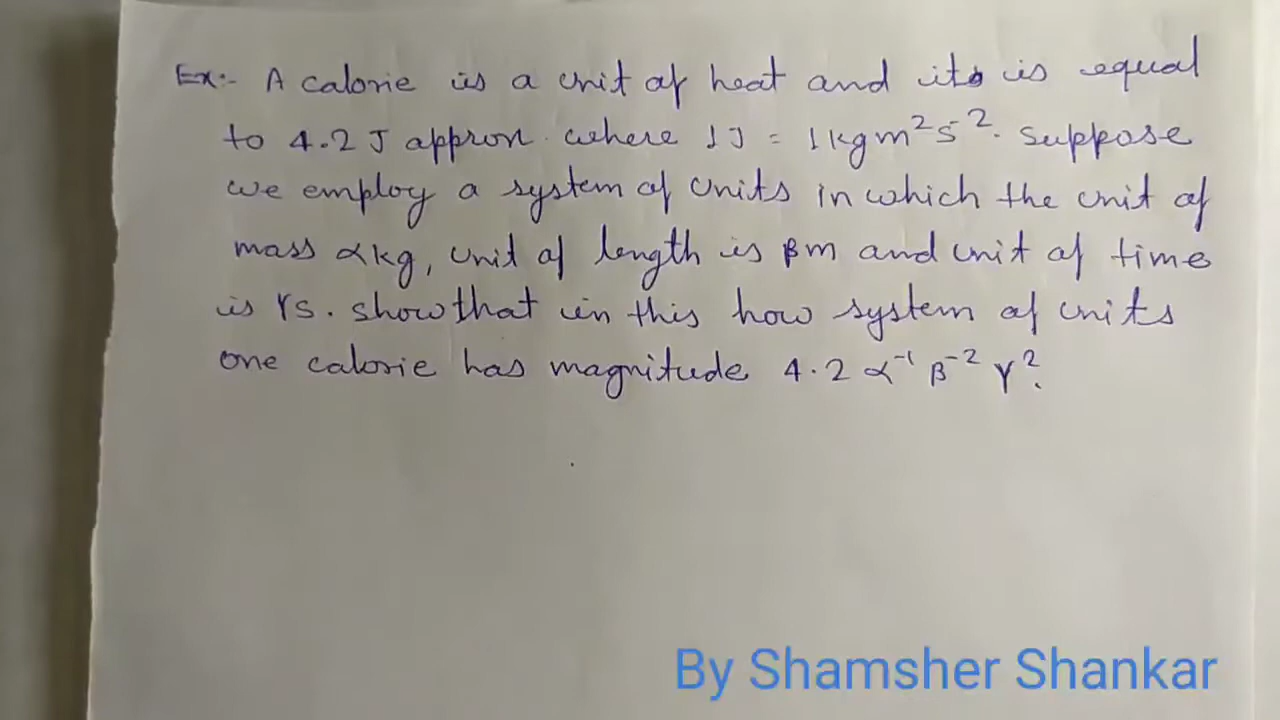 Ex:- A calorie is a unit of heat and its is equal
to 4.2 J approx. where 1J = 1kgm²s². Suppose
we employ a system of units in which the unit of
mass αkg, unit of length is βm and unit of time
is γs. show that in this how system of units
one calorie has magnitude 4.2 α⁻¹ β⁻² γ².
By Shamsher Shankar